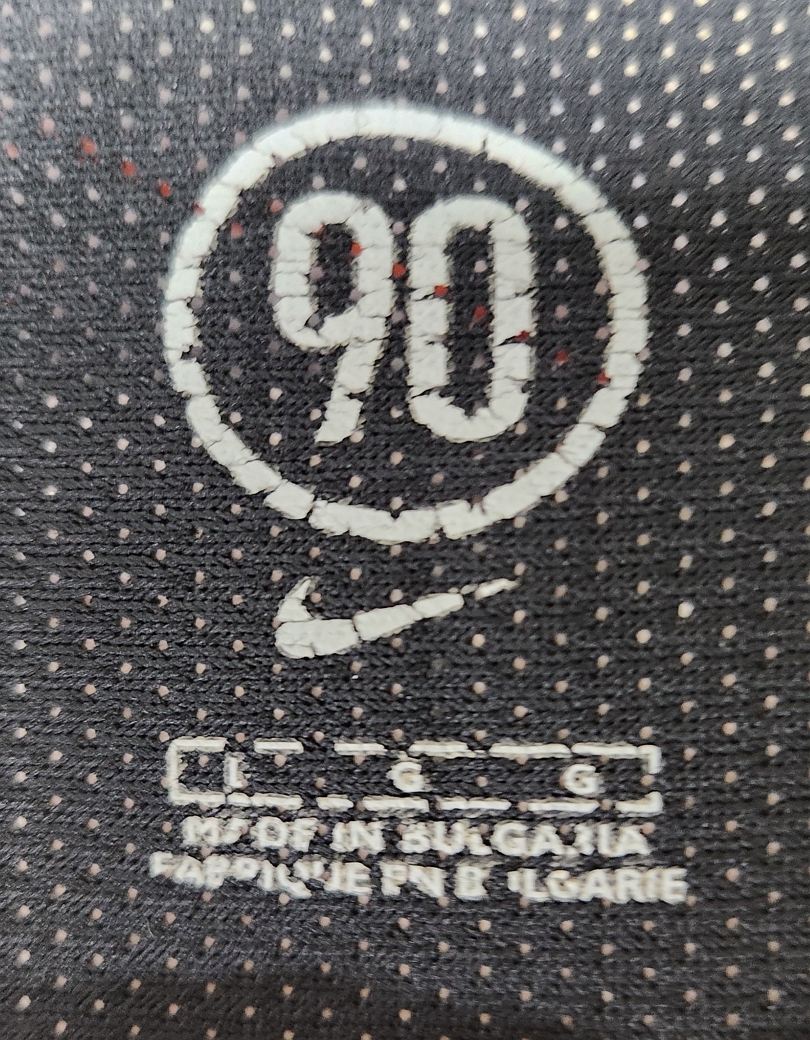 90
L G G
MADE IN BULGARIA
FABRIQUE EN BULGARIE